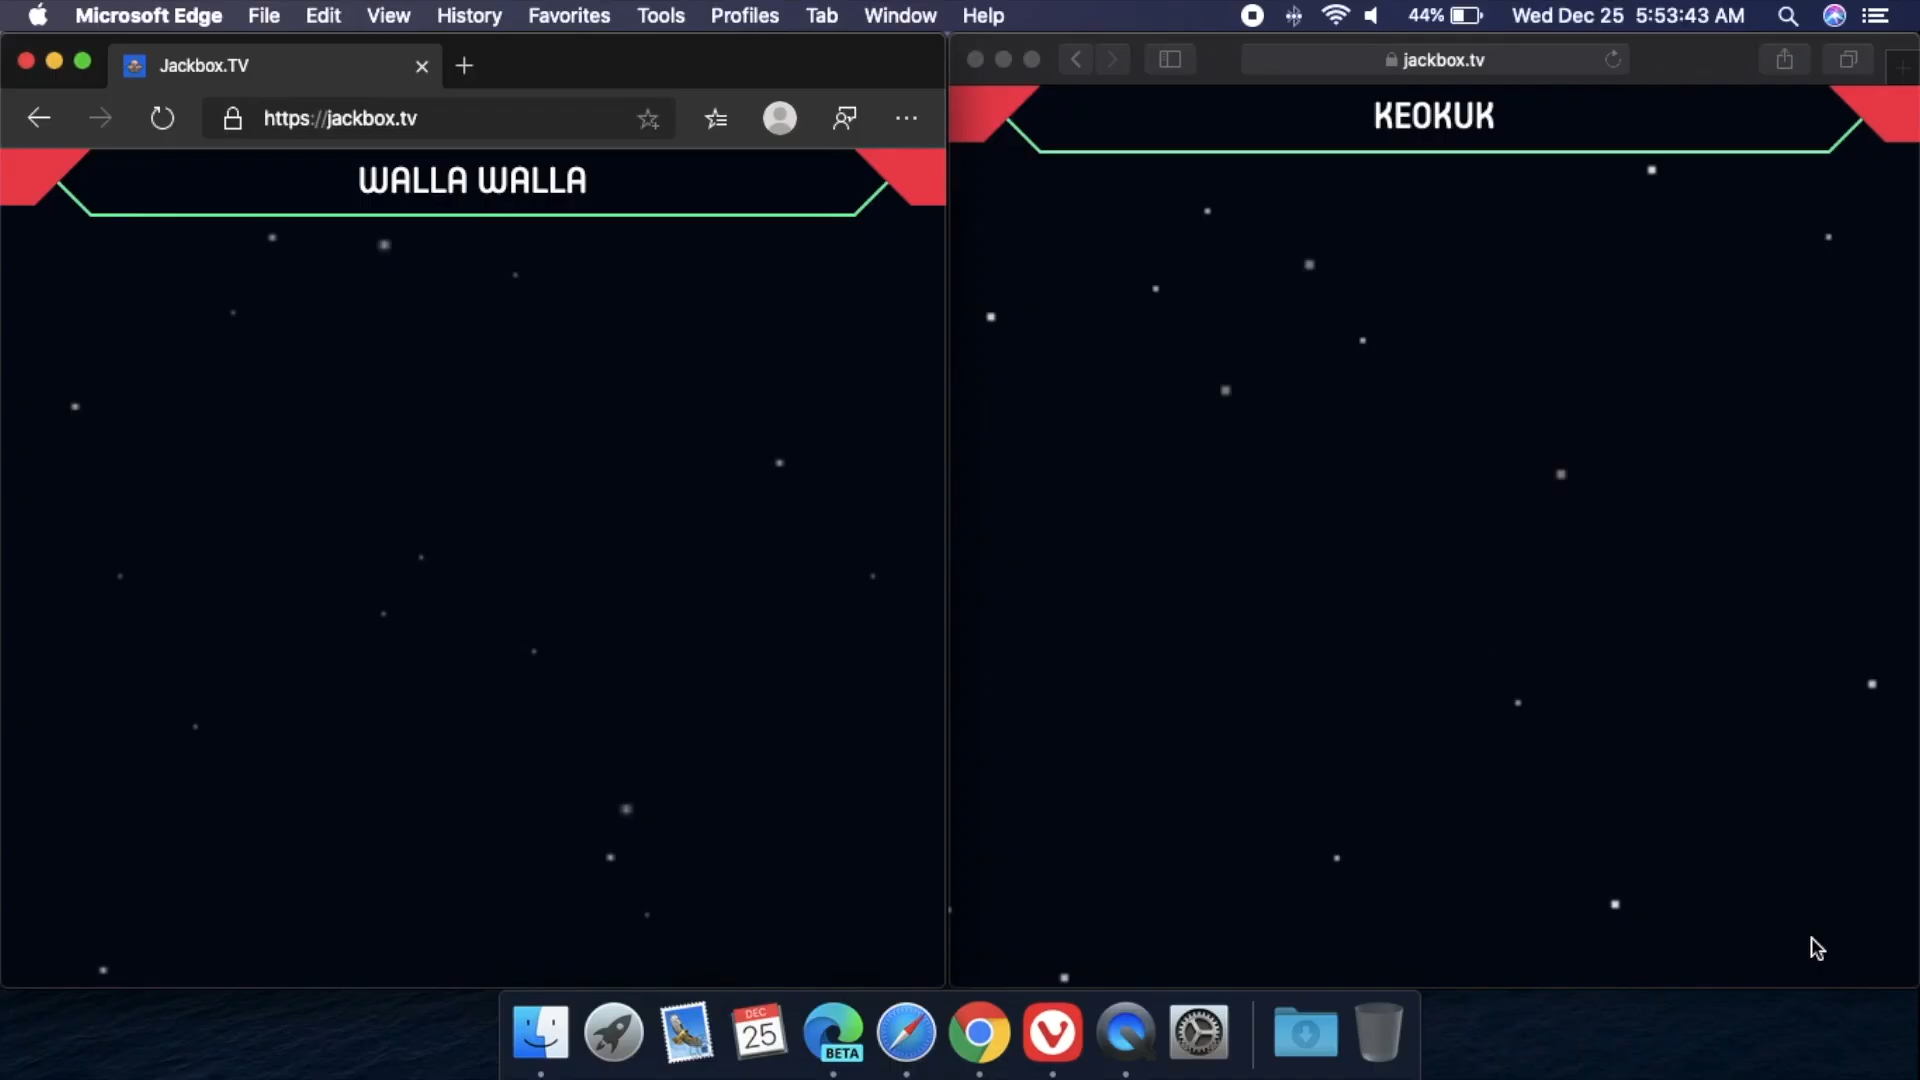 Microsoft Edge File Edit View History Favorites Tools Profiles Tab Window Help 44% Wed Dec 25 5:53:43 AM
Jackbox.TV
https://jackbox.tv
WALLA WALLA
jackbox.tv
KEOKUK
DEC
25
BETA